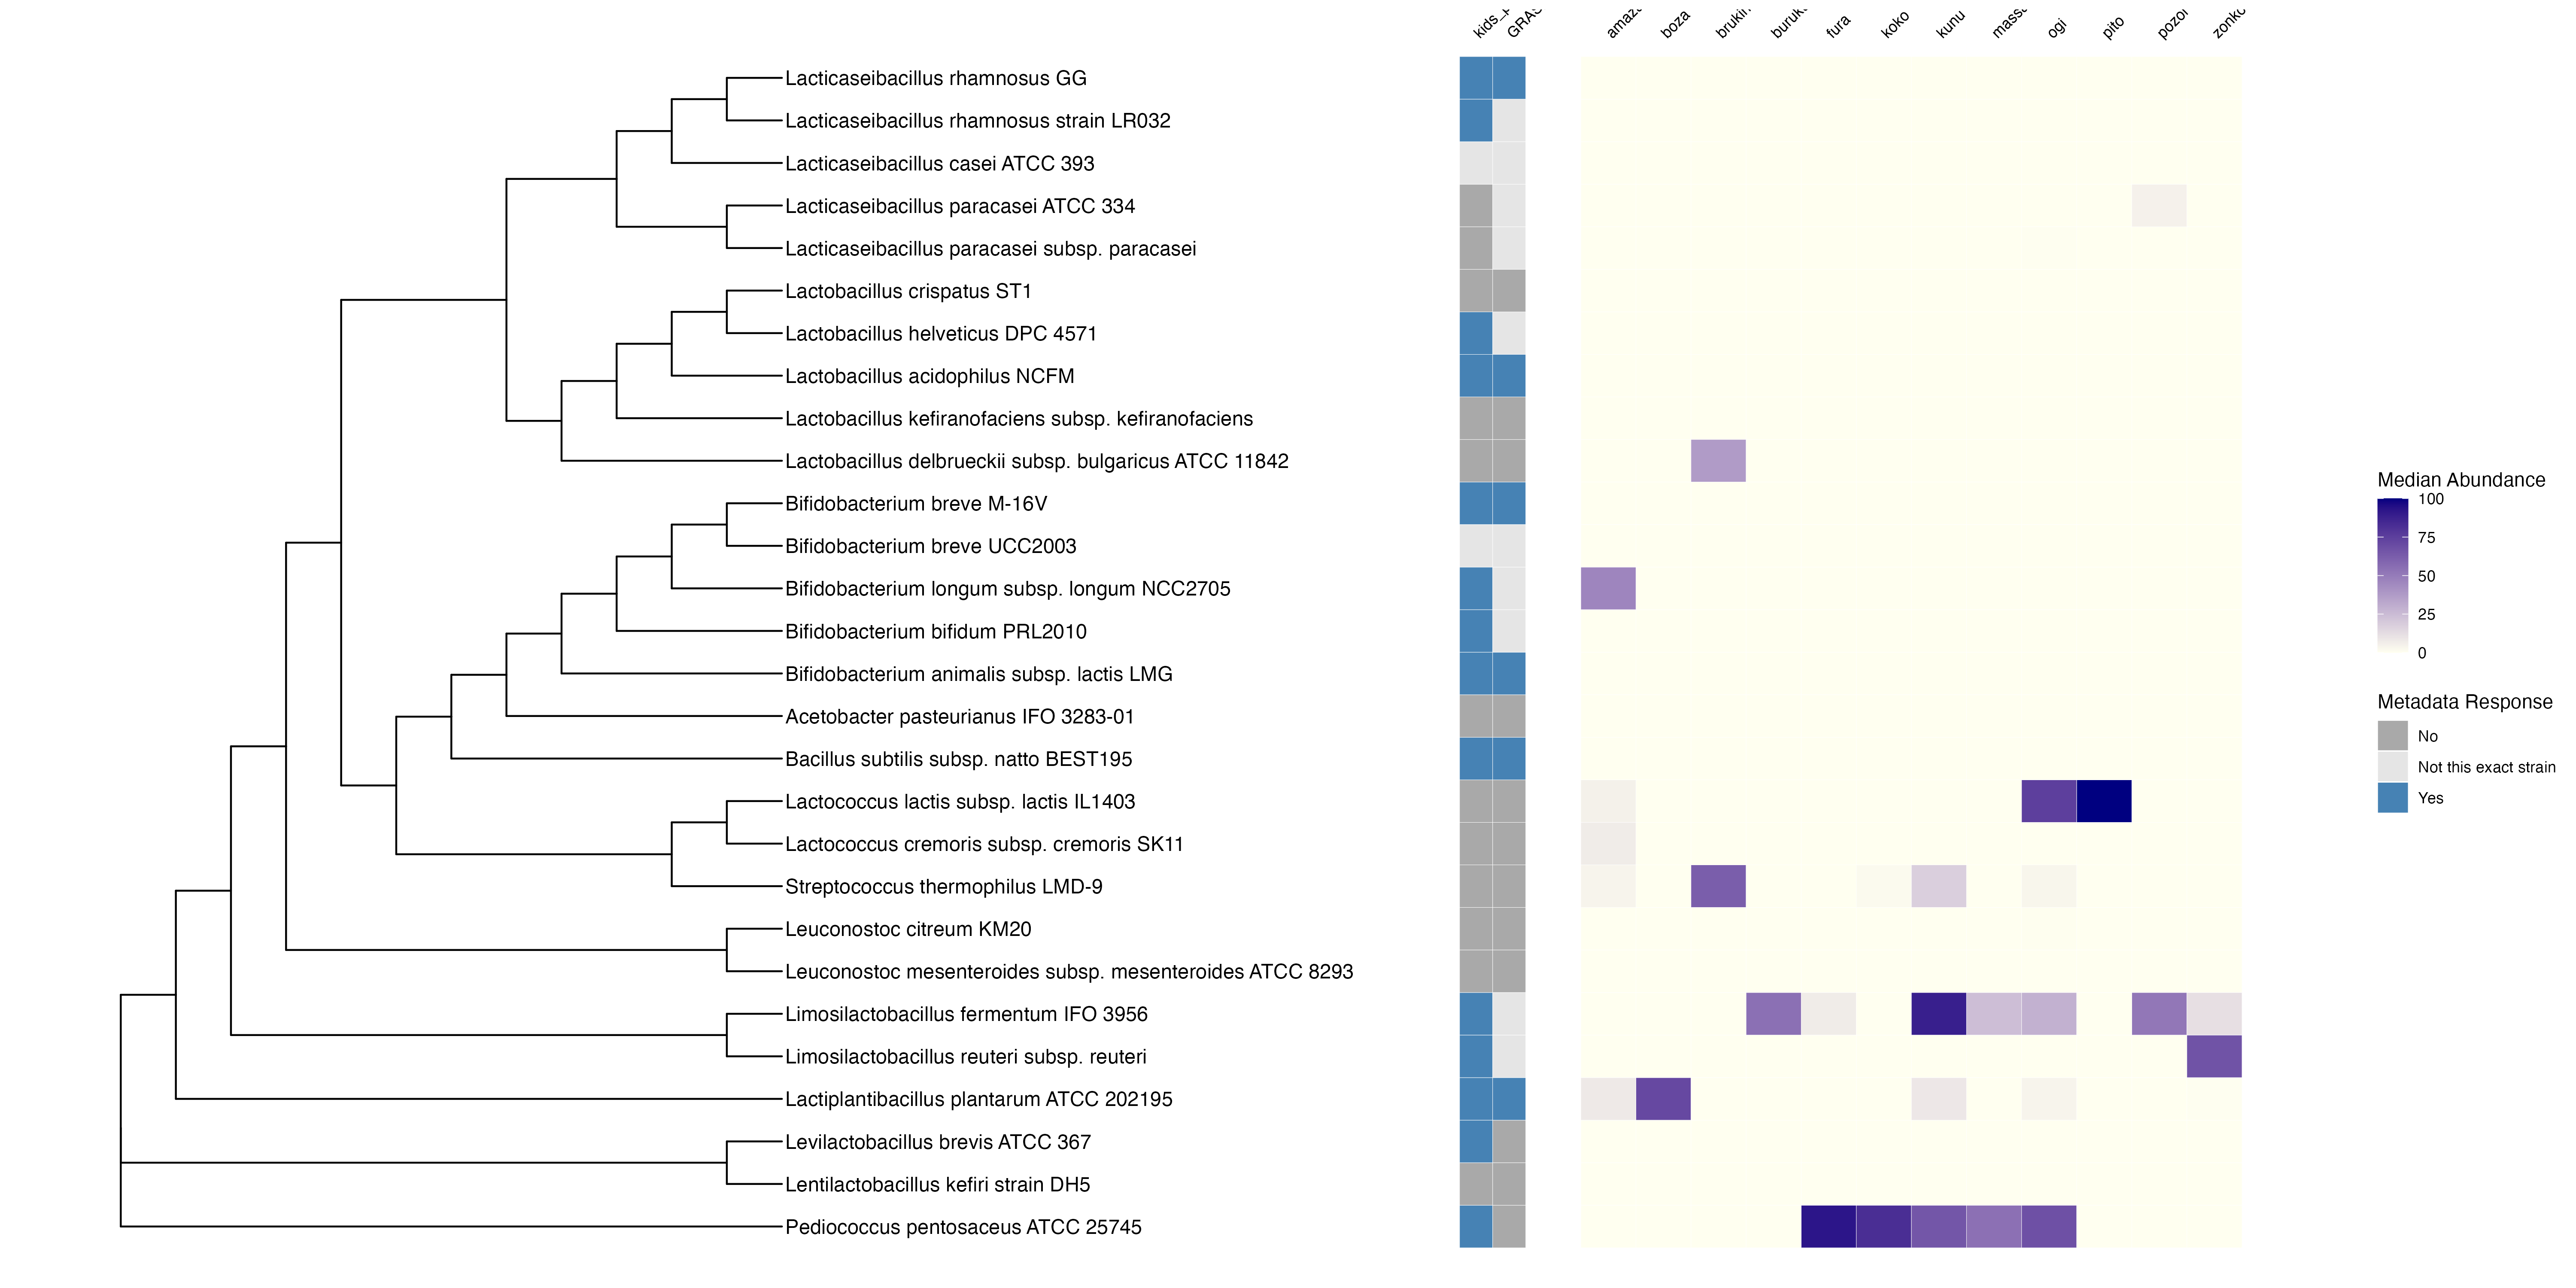 boza
fura
koko
kunu
ogi
pito
Lacticaseibacillus rhamnosus GG
Lacticaseibacillus rhamnosus strain LR032
Lacticaseibacillus casei ATCC 393
Lacticaseibacillus paracasei ATCC 334
Lacticaseibacillus paracasei subsp. paracasei
Lactobacillus crispatus ST1
Lactobacillus helveticus DPC 4571
Lactobacillus acidophilus NCFM
Lactobacillus kefiranofaciens subsp. kefiranofaciens
Lactobacillus delbrueckii subsp. bulgaricus ATCC 11842
Bifidobacterium breve M-16V
Bifidobacterium breve UCC2003
Bifidobacterium longum subsp. longum NCC2705
Bifidobacterium bifidum PRL2010
Bifidobacterium animalis subsp. lactis LMG
Acetobacter pasteurianus IFO 3283-01
Bacillus subtilis subsp. natto BEST195
Lactococcus lactis subsp. lactis IL1403
Lactococcus cremoris subsp. cremoris SK11
Streptococcus thermophilus LMD-9
Leuconostoc citreum KM20
Leuconostoc mesenteroides subsp. mesenteroides ATCC 8293
Limosilactobacillus fermentum IFO 3956
Limosilactobacillus reuteri subsp. reuteri
Lactiplantibacillus plantarum ATCC 202195
Levilactobacillus brevis ATCC 367
Lentilactobacillus kefiri strain DH5
Pediococcus pentosaceus ATCC 25745
Median Abundance
100
75
50
25
0
Metadata Response
No
Not this exact strain
Yes